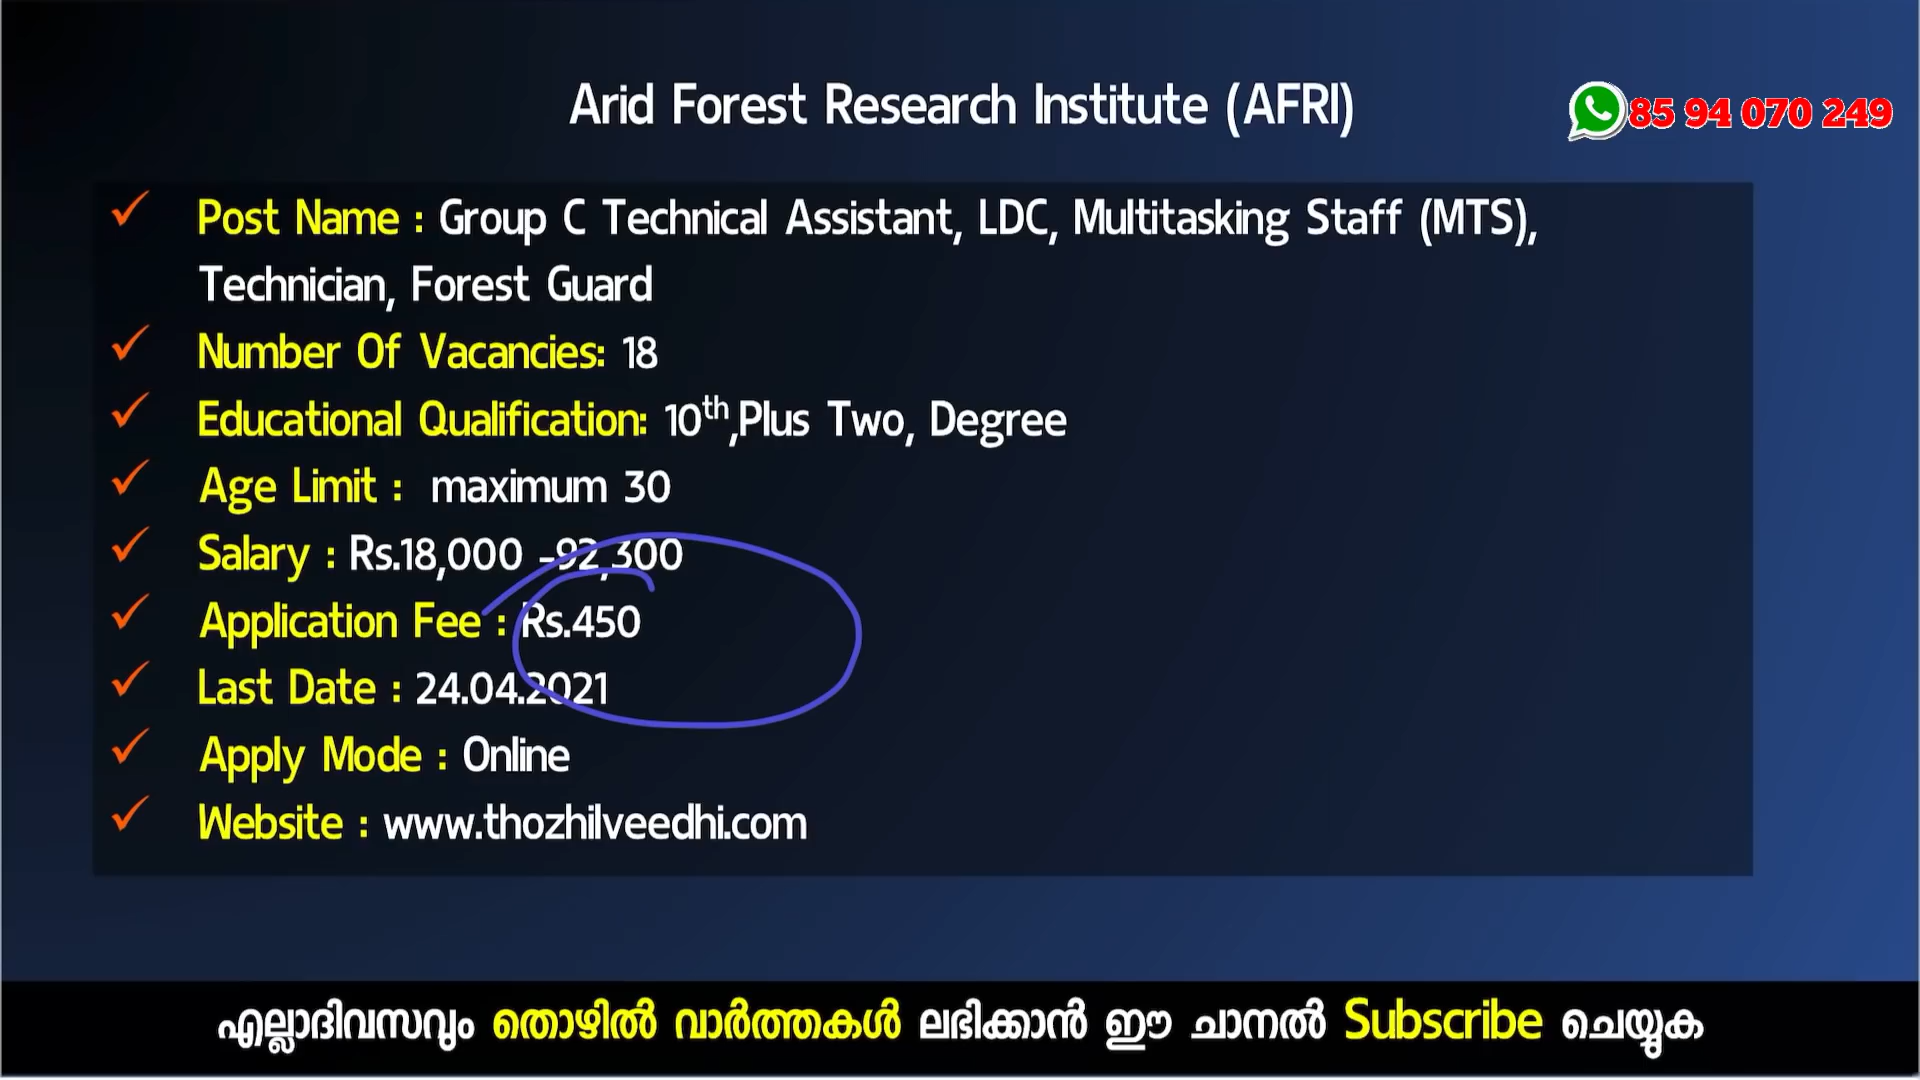 Arid Forest Research Institute (AFRI)
85 94 070 249
Post Name : Group C Technical Assistant, LDC, Multitasking Staff (MTS),
Technician, Forest Guard
Number Of Vacancies: 18
Educational Qualification: 10th,Plus Two, Degree
Age Limit : maximum 30
Salary : Rs.18,000 -92,300
Application Fee : Rs.450
Last Date : 24.04.2021
Apply Mode : Online
Website : www.thozhilveedhi.com
എല്ലാദിവസവും തൊഴിൽ വാർത്തകൾ ലഭിക്കാൻ ഈ ചാനൽ Subscribe ചെയ്യുക